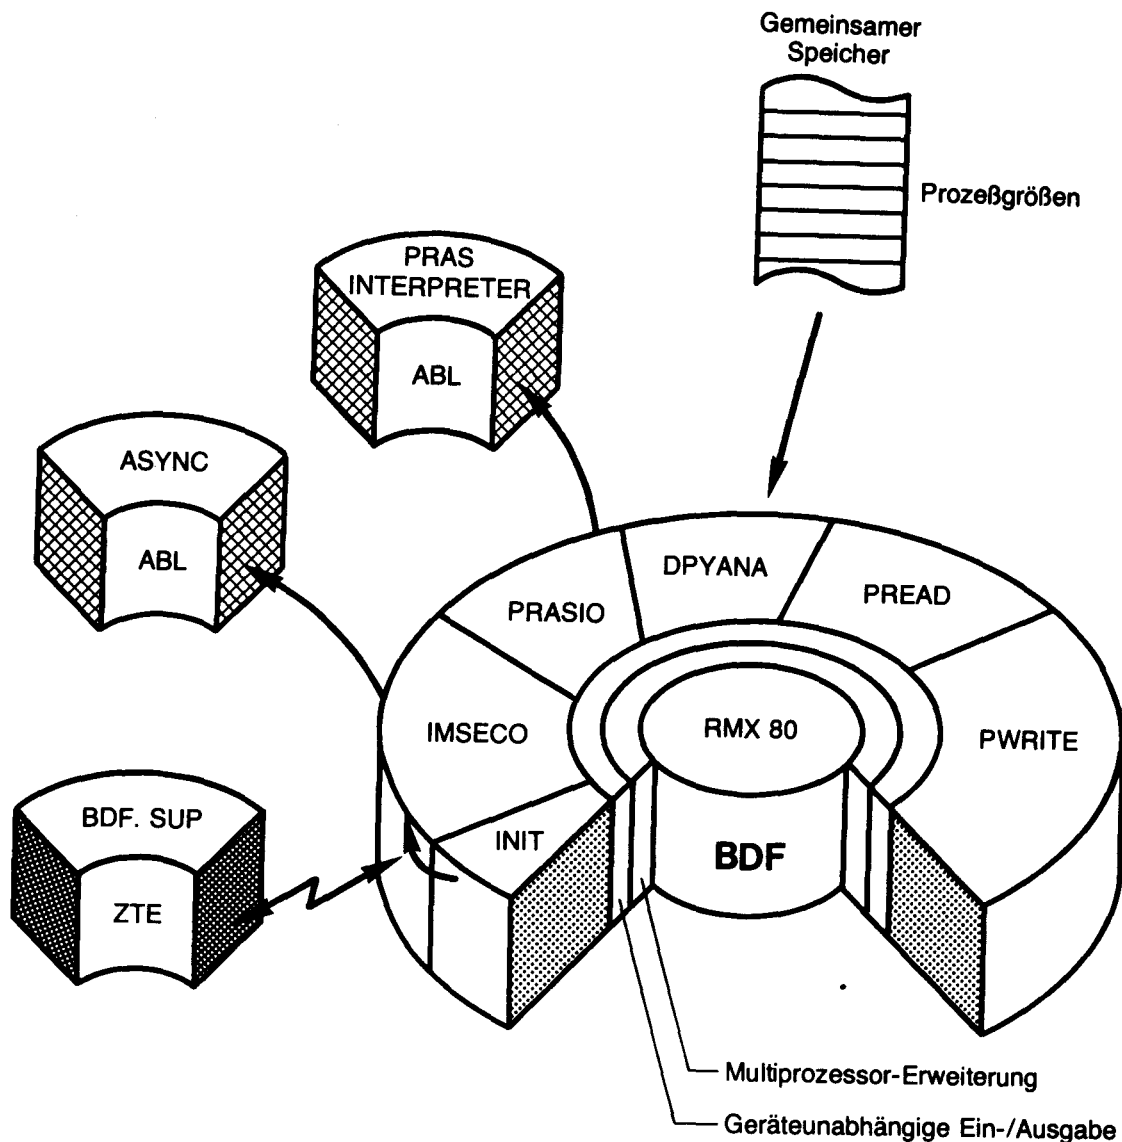 Gemeinsamer
Speicher
Prozeßgrößen
PRAS
INTERPRETER
ABL
ASYNC
ABL
DPYANA
PREAD
PRASIO
IMSECO
RMX 80
PWRITE
BDF. SUP
INIT
BDF
ZTE
Multiprozessor-Erweiterung
Geräteunabhängige Ein-/Ausgabe